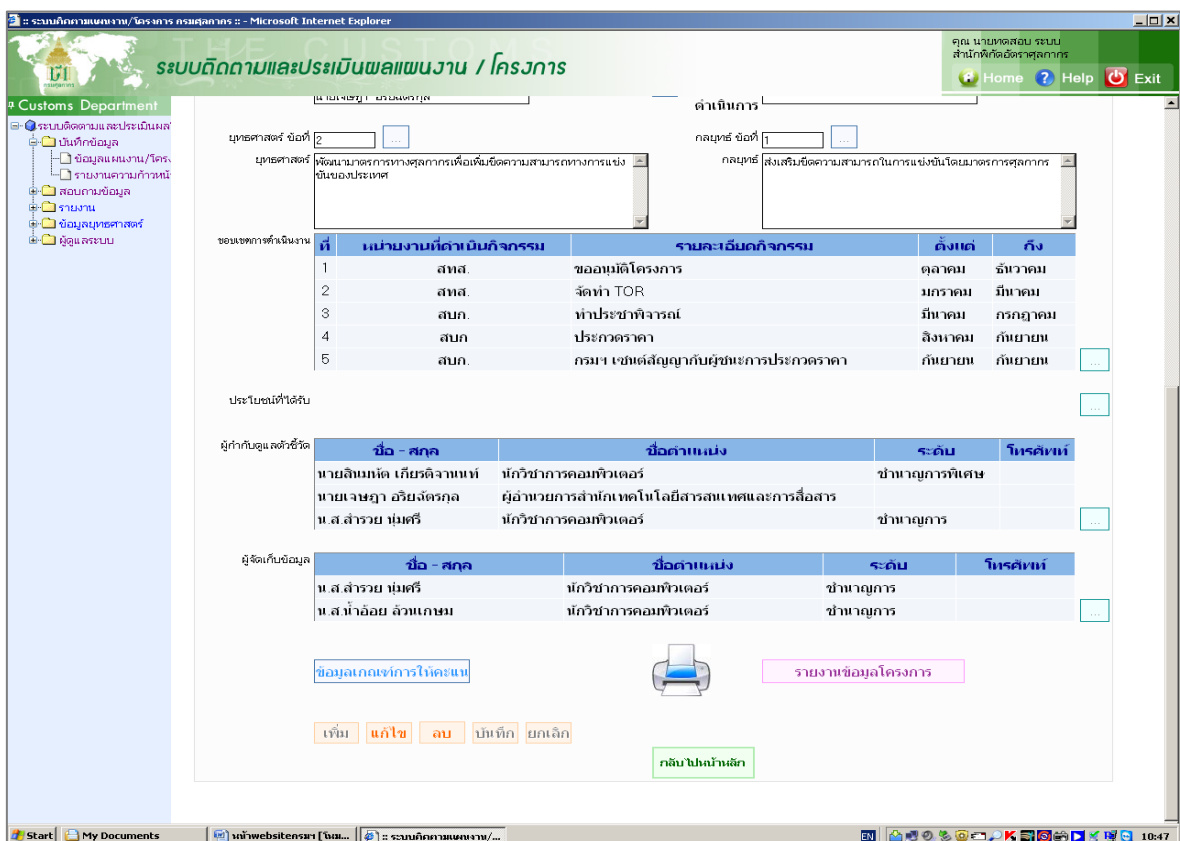 :: ระบบติดตามแผนงาน/โครงการ กรมศุลกากร :: - Microsoft Internet Explorer
THE CUSTOMS
คุณ นายทดสอบ ระบบ
สำนักพิกัดอัตราศุลกากร
ระบบติดตามและประเมินผลแผนงาน / โครงการ
Home Help Exit
กรมศุลกากร
Customs Department
ระบบติดตามและประเมินผล
บันทึกข้อมูล
ข้อมูลแผนงาน/โครง
รายงานความก้าวหน้
สอบถามข้อมูล
รายงาน
ข้อมูลยุทธศาสตร์
ผู้ดูแลระบบ
นายเจษฎา อริยฉัตรกุล
ดำเนินการ
ยุทธศาสตร์ ข้อที่ 2 ... กลยุทธ์ ข้อที่ 1 ...
ยุทธศาสตร์ พัฒนามาตรการทางศุลกากรเพื่อเพิ่มขีดความสามารถทางการแข่ง
ขันของประเทศ
กลยุทธ์ ส่งเสริมขีดความสามารถในการแข่งขันโดยมาตรการศุลกากร
ขอบเขตการดำเนินงาน ที่ หน่วยงานที่ดำเนินกิจกรรม รายละเอียดกิจกรรม ตั้งแต่ ถึง
1 สทส. ขออนุมัติโครงการ ตุลาคม ธันวาคม
2 สทส. จัดทำ TOR มกราคม มีนาคม
3 สบก. ทำประชาพิจารณ์ มีนาคม กรกฎาคม
4 สบก ประกวดราคา สิงหาคม กันยายน
5 สบก. กรมฯ เซ็นต์สัญญากับผู้ชนะการประกวดราคา กันยายน กันยายน ...
ประโยชน์ที่ได้รับ ...
ผู้กำกับดูแลตัวชี้วัด ชื่อ - สกุล ชื่อตำแหน่ง ระดับ โทรศัพท์
นายสินมหัต เกียรติจานนท์ นักวิชาการคอมพิวเตอร์ ชำนาญการพิเศษ
นายเจษฎา อริยฉัตรกุล ผู้อำนวยการสำนักเทคโนโลยีสารสนเทศและการสื่อสาร
น.ส.สำรวย นุ่มศรี นักวิชาการคอมพิวเตอร์ ชำนาญการ ...
ผู้จัดเก็บข้อมูล ชื่อ - สกุล ชื่อตำแหน่ง ระดับ โทรศัพท์
น.ส.สำรวย นุ่มศรี นักวิชาการคอมพิวเตอร์ ชำนาญการ
น.ส.น้ำอ้อย ล้วนเกษม นักวิชาการคอมพิวเตอร์ ชำนาญการ ...
ข้อมูลเกณฑ์การให้คะแน รายงานข้อมูลโครงการ
เพิ่ม แก้ไข ลบ บันทึก ยกเลิก
กลับไปหน้าหลัก
Start My Documents หน้าwebsiteกรมฯ [โหม... :: ระบบติดตามแผนงาน/... EN 10:47